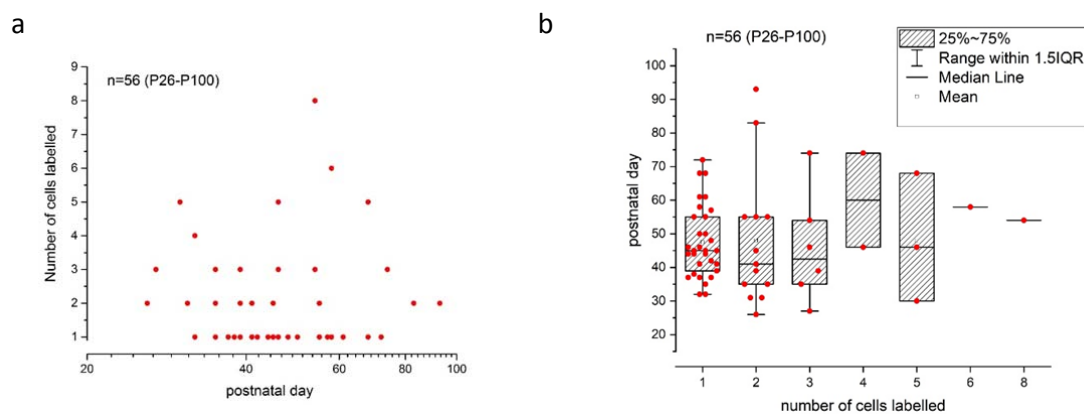 a
n=56 (P26-P100)
9
8
7
6
5
4
3
2
1
Number of cells labelled
20 40 60 80 100
postnatal day
b
n=56 (P26-P100)
25%~75%
Range within 1.5IQR
Median Line
Mean
100
90
80
70
60
50
40
30
20
postnatal day
1 2 3 4 5 6 8
number of cells labelled